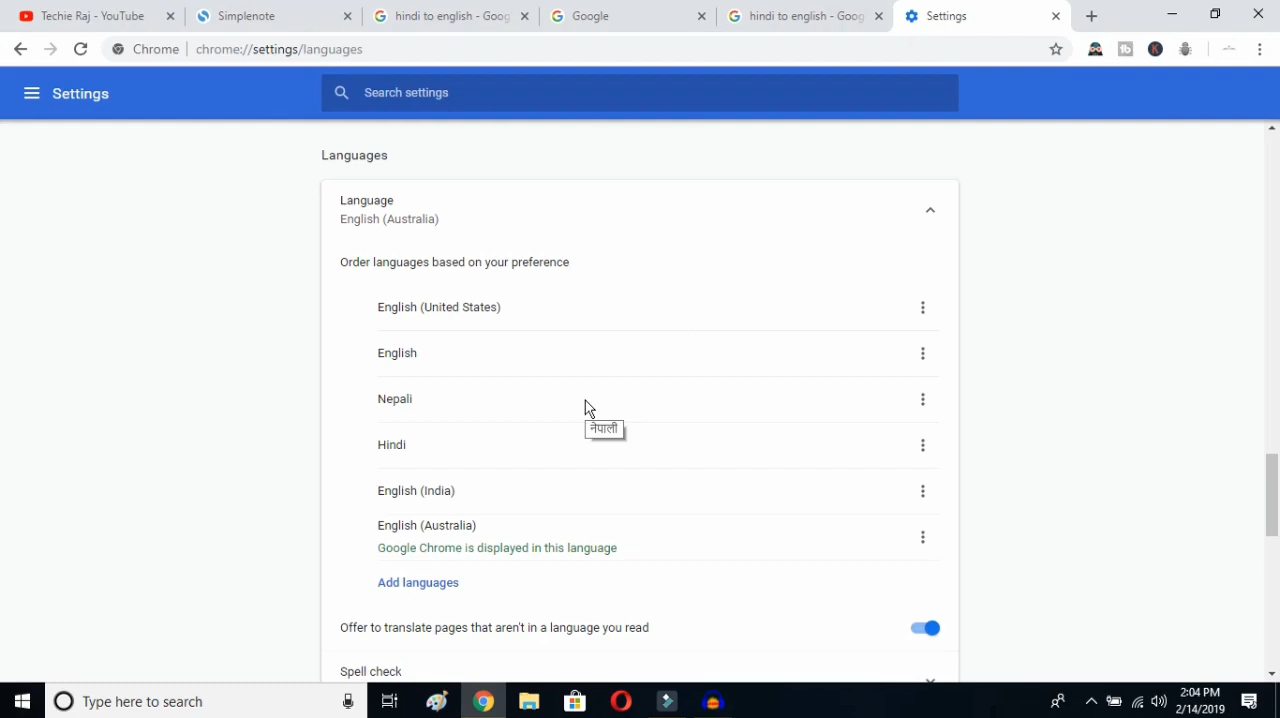 Techie Raj - YouTube
Simplenote
hindi to english - Goog
Google
hindi to english - Goog
Settings
Chrome
chrome://settings/languages
Settings
Search settings
Languages
Language
English (Australia)
Order languages based on your preference
English (United States)
English
Nepali
नेपाली
Hindi
English (India)
English (Australia)
Google Chrome is displayed in this language
Add languages
Offer to translate pages that aren't in a language you read
Spell check
Type here to search
2:04 PM
2/14/2019